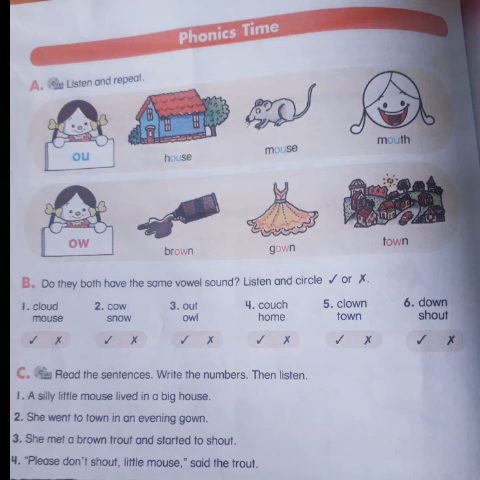 Phonics Time
A. Listen and repeat.
ou
house
mouse
mouth
ow
brown
gown
town
B. Do they both have the same vowel sound? Listen and circle ✓ or ✗.
1. cloud 2. cow 3. out 4. couch 5. clown 6. down
mouse snow owl home town shout
✓ ✗ ✓ ✗ ✓ ✗ ✓ ✗ ✓ ✗ ✓ ✗
C. Read the sentences. Write the numbers. Then listen.
1. A silly little mouse lived in a big house.
2. She went to town in an evening gown.
3. She met a brown trout and started to shout.
4. "Please don't shout, little mouse," said the trout.